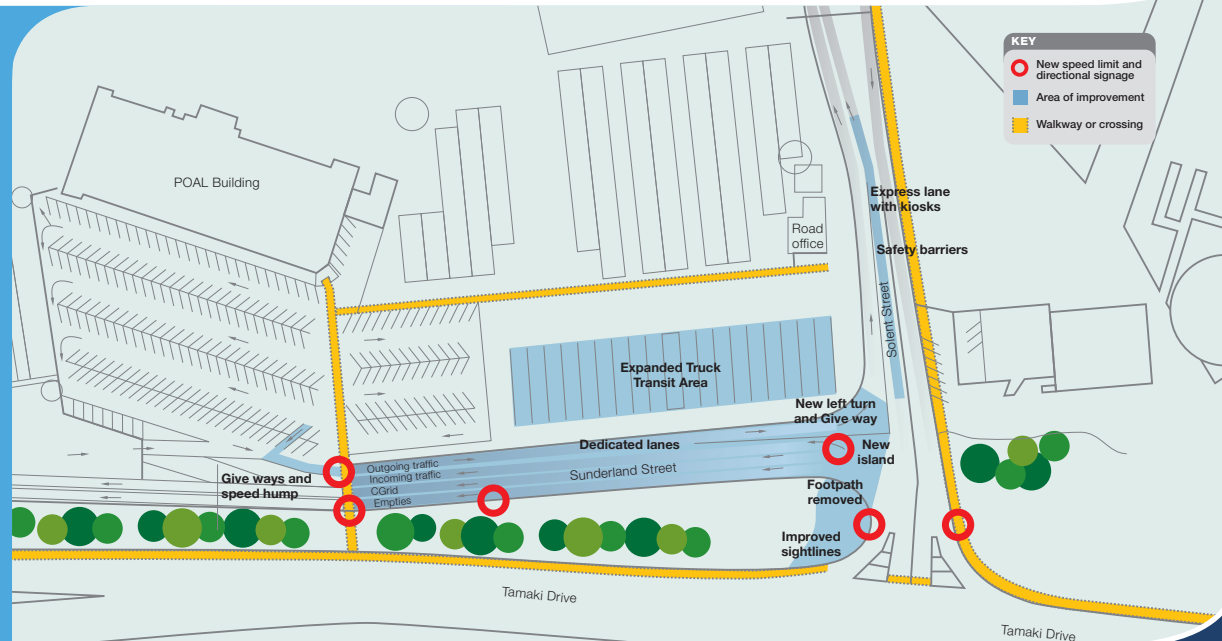 KEY
New speed limit and
directional signage
Area of improvement
Walkway or crossing
POAL Building
Express lane
with kiosks
Road
office
Safety barriers
Solent Street
Expanded Truck
Transit Area
New left turn
and Give way
Dedicated lanes
New
island
Outgoing traffic
Incoming traffic
CGrid
Empties
Sunderland Street
Give ways and
speed hump
Footpath
removed
Improved
sightlines
Tamaki Drive
Tamaki Drive